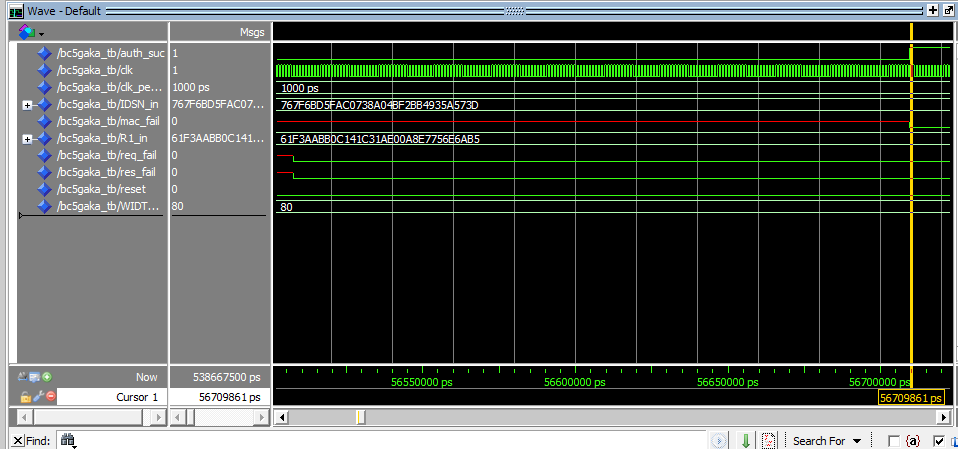 Wave - Default
Msgs
/bc5gaka_tb/auth_suc 1
/bc5gaka_tb/clk 1
/bc5gaka_tb/clk_pe... 1000 ps 1000 ps
/bc5gaka_tb/IDSN_in 767F6BD5FAC07... 767F6BD5FAC0738A04BF2BB4935A573D
/bc5gaka_tb/mac_fail 0
/bc5gaka_tb/R1_in 61F3AABB0C141... 61F3AABB0C141C31AE00A8E7756E6AB5
/bc5gaka_tb/req_fail 0
/bc5gaka_tb/res_fail 0
/bc5gaka_tb/reset 0
/bc5gaka_tb/WIDT... 80 80
Now 538667500 ps 56550000 ps 56600000 ps 56650000 ps 56700000 ps
Cursor 1 56709861 ps 56709861 ps
Find: Search For {a}